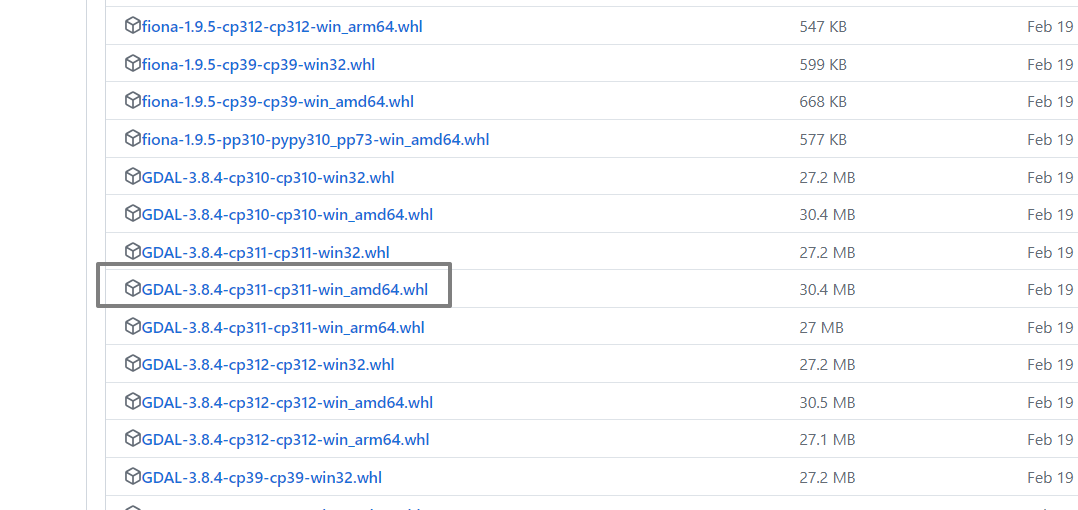 fiona-1.9.5-cp312-cp312-win_arm64.whl 547 KB Feb 19
fiona-1.9.5-cp39-cp39-win32.whl 599 KB Feb 19
fiona-1.9.5-cp39-cp39-win_amd64.whl 668 KB Feb 19
fiona-1.9.5-pp310-pypy310_pp73-win_amd64.whl 577 KB Feb 19
GDAL-3.8.4-cp310-cp310-win32.whl 27.2 MB Feb 19
GDAL-3.8.4-cp310-cp310-win_amd64.whl 30.4 MB Feb 19
GDAL-3.8.4-cp311-cp311-win32.whl 27.2 MB Feb 19
GDAL-3.8.4-cp311-cp311-win_amd64.whl 30.4 MB Feb 19
GDAL-3.8.4-cp311-cp311-win_arm64.whl 27 MB Feb 19
GDAL-3.8.4-cp312-cp312-win32.whl 27.2 MB Feb 19
GDAL-3.8.4-cp312-cp312-win_amd64.whl 30.5 MB Feb 19
GDAL-3.8.4-cp312-cp312-win_arm64.whl 27.1 MB Feb 19
GDAL-3.8.4-cp39-cp39-win32.whl 27.2 MB Feb 19